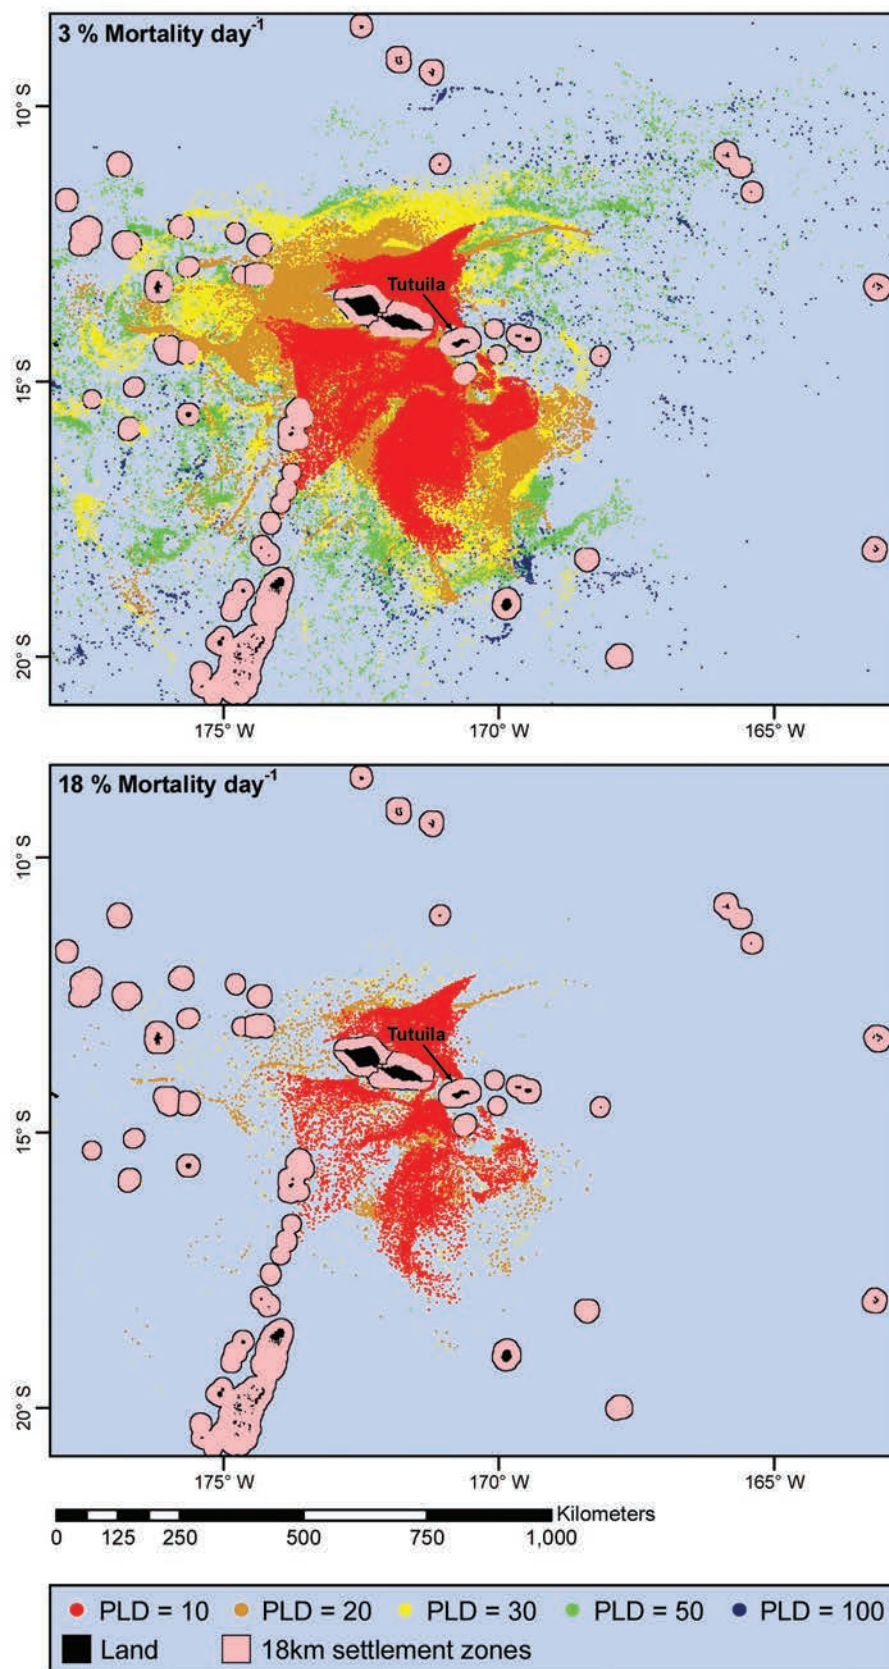 3 % Mortality day-1
10° S
Tutuila
15° S
20° S
175° W 170° W 165° W
18 % Mortality day-1
10° S
Tutuila
15° S
20° S
175° W 170° W 165° W
Kilometers
0 125 250 500 750 1,000
PLD = 10 PLD = 20 PLD = 30 PLD = 50 PLD = 100
Land 18km settlement zones